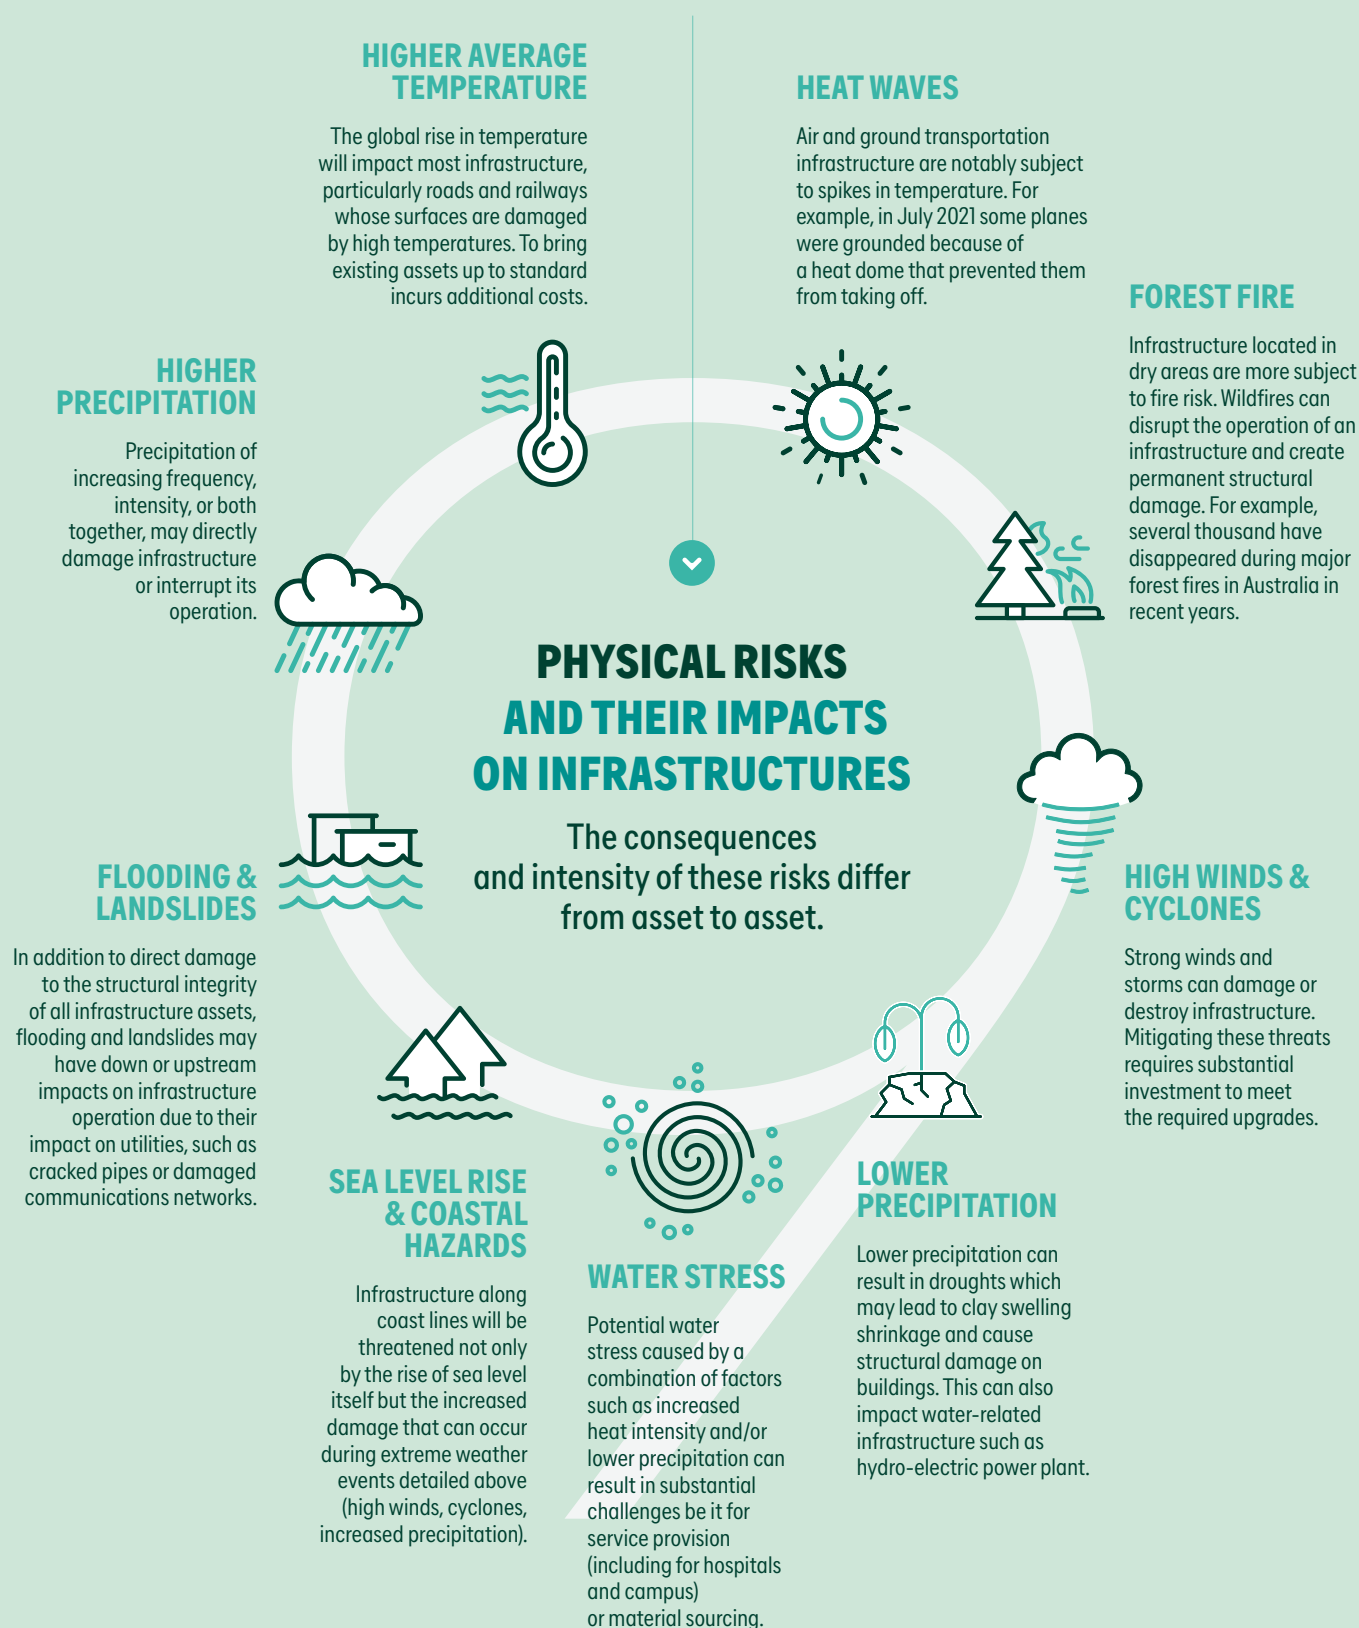 HIGHER AVERAGE
TEMPERATURE
The global rise in temperature
will impact most infrastructure,
particularly roads and railways
whose surfaces are damaged
by high temperatures. To bring
existing assets up to standard
incurs additional costs.
HEAT WAVES
Air and ground transportation
infrastructure are notably subject
to spikes in temperature. For
example, in July 2021 some planes
were grounded because of
a heat dome that prevented them
from taking off.
FOREST FIRE
Infrastructure located in
dry areas are more subject
to fire risk. Wildfires can
disrupt the operation of an
infrastructure and create
permanent structural
damage. For example,
several thousand have
disappeared during major
forest fires in Australia in
recent years.
HIGHER
PRECIPITATION
Precipitation of
increasing frequency,
intensity, or both
together, may directly
damage infrastructure
or interrupt its
operation.
PHYSICAL RISKS
AND THEIR IMPACTS
ON INFRASTRUCTURES
The consequences
and intensity of these risks differ
from asset to asset.
FLOODING &
LANDSLIDES
In addition to direct damage
to the structural integrity
of all infrastructure assets,
flooding and landslides may
have down or upstream
impacts on infrastructure
operation due to their
impact on utilities, such as
cracked pipes or damaged
communications networks.
HIGH WINDS &
CYCLONES
Strong winds and
storms can damage or
destroy infrastructure.
Mitigating these threats
requires substantial
investment to meet
the required upgrades.
SEA LEVEL RISE
& COASTAL
HAZARDS
Infrastructure along
coast lines will be
threatened not only
by the rise of sea level
itself but the increased
damage that can occur
during extreme weather
events detailed above
(high winds, cyclones,
increased precipitation).
WATER STRESS
Potential water
stress caused by a
combination of factors
such as increased
heat intensity and/or
lower precipitation can
result in substantial
challenges be it for
service provision
(including for hospitals
and campus)
or material sourcing.
LOWER
PRECIPITATION
Lower precipitation can
result in droughts which
may lead to clay swelling
shrinkage and cause
structural damage on
buildings. This can also
impact water-related
infrastructure such as
hydro-electric power plant.